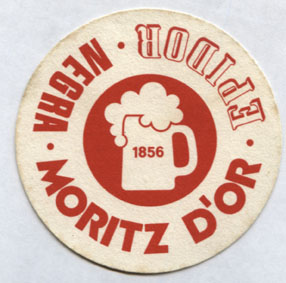 NEGRA · EPIDOR ·
1856
MORITZ D'OR ·